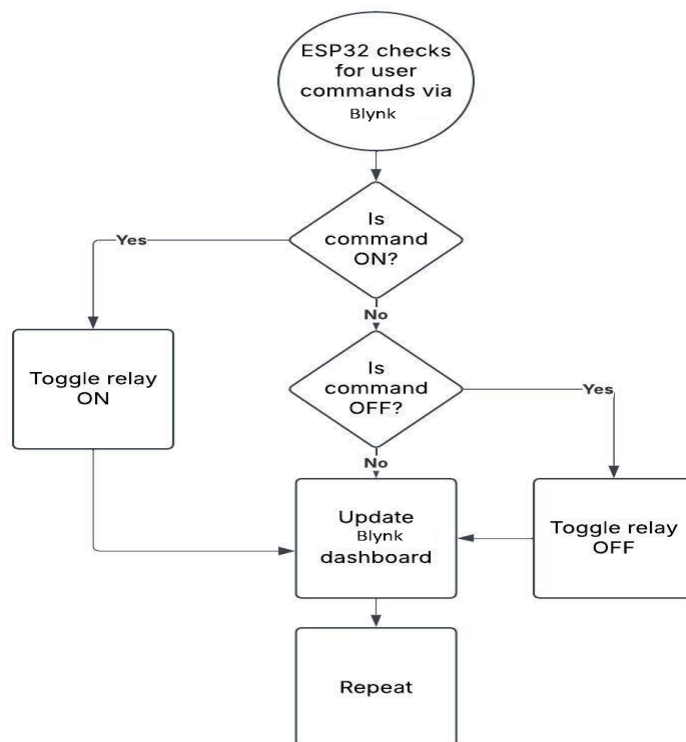 ESP32 checks
for user
commands via
Blynk
Is
command
ON?
Yes
No
Toggle relay
ON
Is
command
OFF?
Yes
No
Update
Blynk
dashboard
Toggle relay
OFF
Repeat